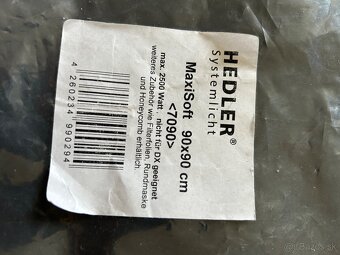 HEDLER®
Systemlicht
MaxiSoft 90x90 cm
<7090>
max. 2500 Watt . nicht für DX geeignet
weiteres Zubehör wie Filterfolien, Rundmaske
und Honeycomb erhältlich.
4 260234 990294